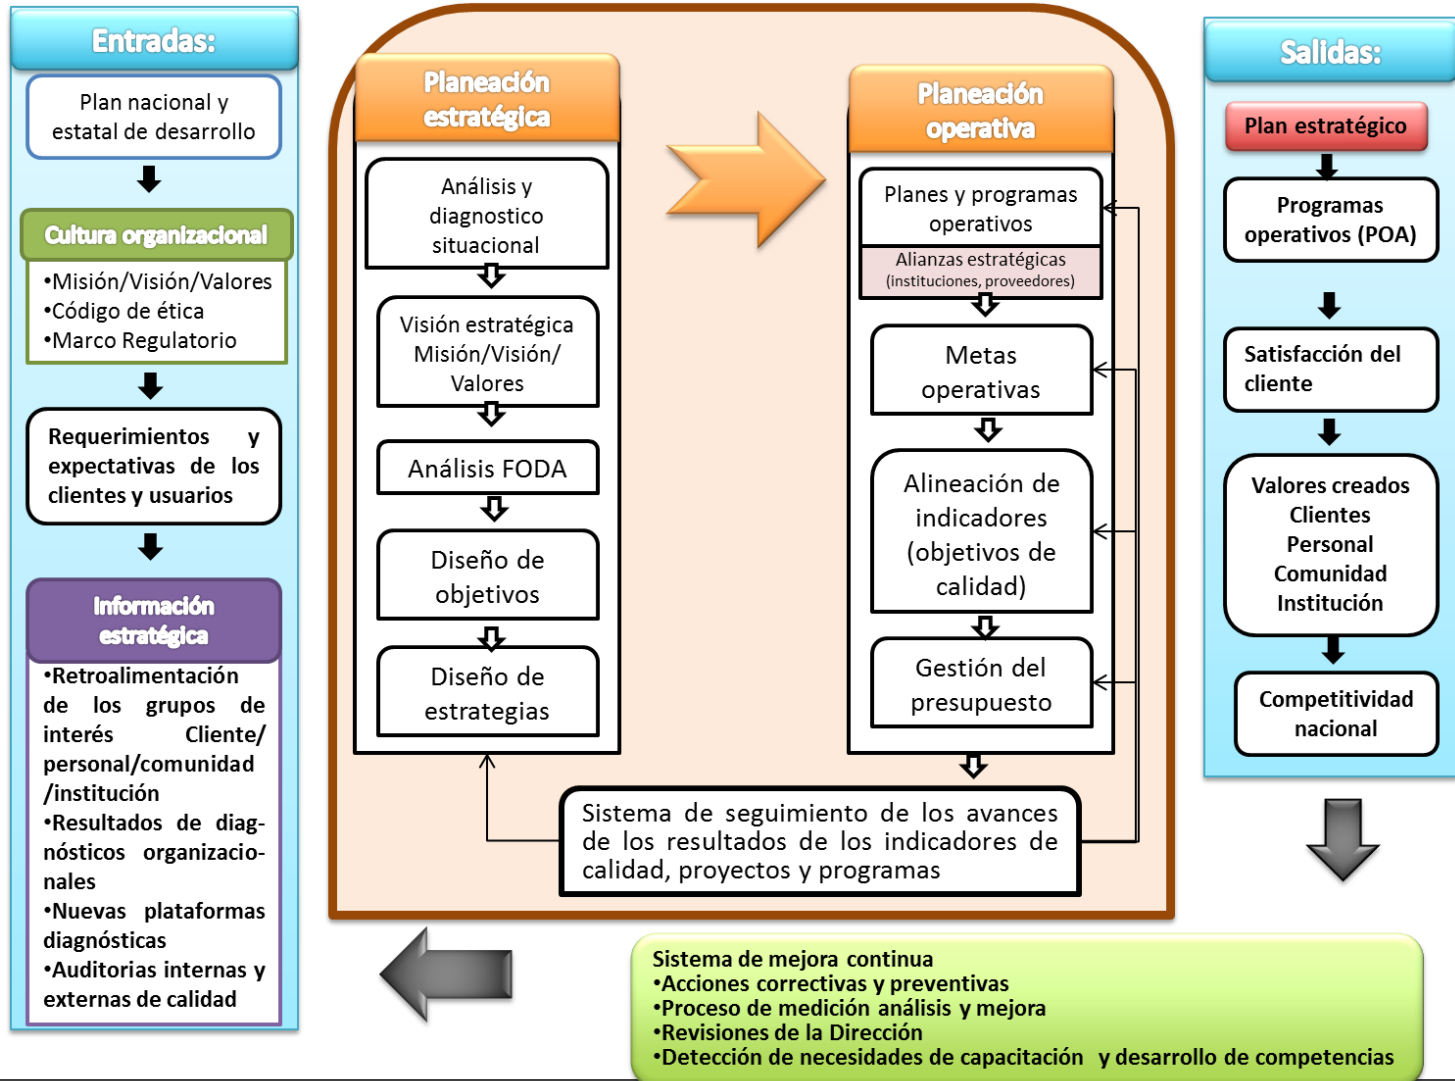 Entradas:
Plan nacional y
estatal de desarrollo
Cultura organizacional
•Misión/Visión/Valores
•Código de ética
•Marco Regulatorio
Requerimientos y
expectativas de los
clientes y usuarios
Información
estratégica
•Retroalimentación
de los grupos de
interés Cliente/
personal/comunidad
/institución
•Resultados de diag-
nósticos organizacio-
nales
•Nuevas plataformas
diagnósticas
•Auditorias internas y
externas de calidad
Planeación
estratégica
Análisis y
diagnostico
situacional
Visión estratégica
Misión/Visión/
Valores
Análisis FODA
Diseño de
objetivos
Diseño de
estrategias
Planeación
operativa
Planes y programas
operativos
Alianzas estratégicas
(instituciones, proveedores)
Metas
operativas
Alineación de
indicadores
(objetivos de
calidad)
Gestión del
presupuesto
Sistema de seguimiento de los avances
de los resultados de los indicadores de
calidad, proyectos y programas
Salidas:
Plan estratégico
Programas
operativos (POA)
Satisfacción del
cliente
Valores creados
Clientes
Personal
Comunidad
Institución
Competitividad
nacional
Sistema de mejora continua
•Acciones correctivas y preventivas
•Proceso de medición análisis y mejora
•Revisiones de la Dirección
•Detección de necesidades de capacitación y desarrollo de competencias